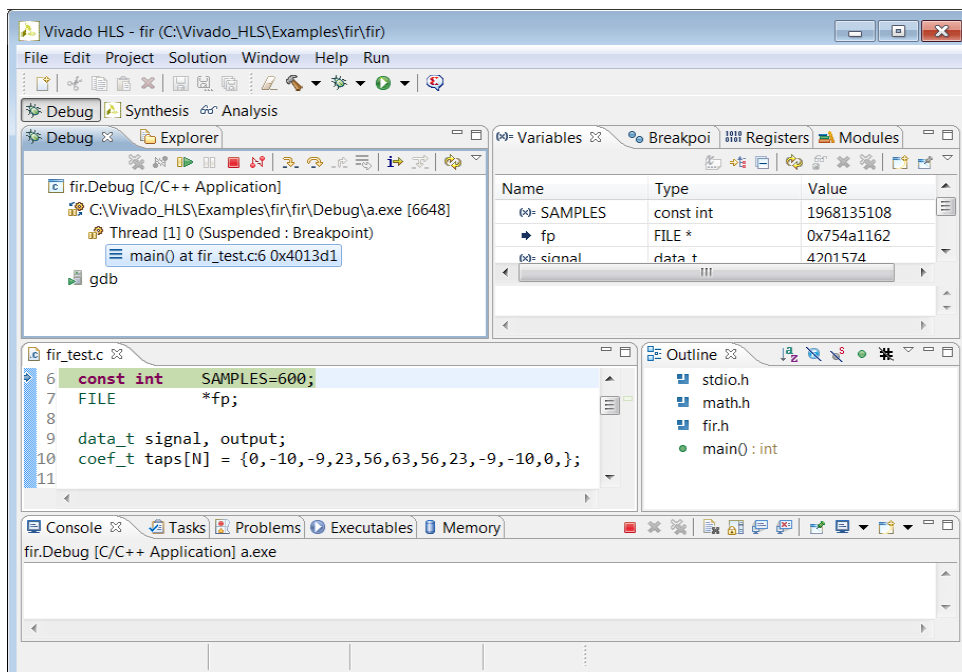 Vivado HLS - fir (C:\Vivado_HLS\Examples\fir\fir)
File Edit Project Solution Window Help Run
Debug Synthesis Analysis
Debug Explorer
fir.Debug [C/C++ Application]
C:\Vivado_HLS\Examples\fir\fir\Debug\a.exe [6648]
Thread [1] 0 (Suspended : Breakpoint)
main() at fir_test.c:6 0x4013d1
gdb
(x)= Variables Breakpoi 1010 0101 Registers Modules
Name Type Value
(x)= SAMPLES const int 1968135108
fp FILE * 0x754a1162
(x)= signal data_t 4201574
fir_test.c
6 const int SAMPLES=600;
7 FILE *fp;
8
9 data_t signal, output;
10 coef_t taps[N] = {0,-10,-9,23,56,63,56,23,-9,-10,0,};
11
Outline
stdio.h
math.h
fir.h
main() : int
Console Tasks Problems Executables Memory
fir.Debug [C/C++ Application] a.exe